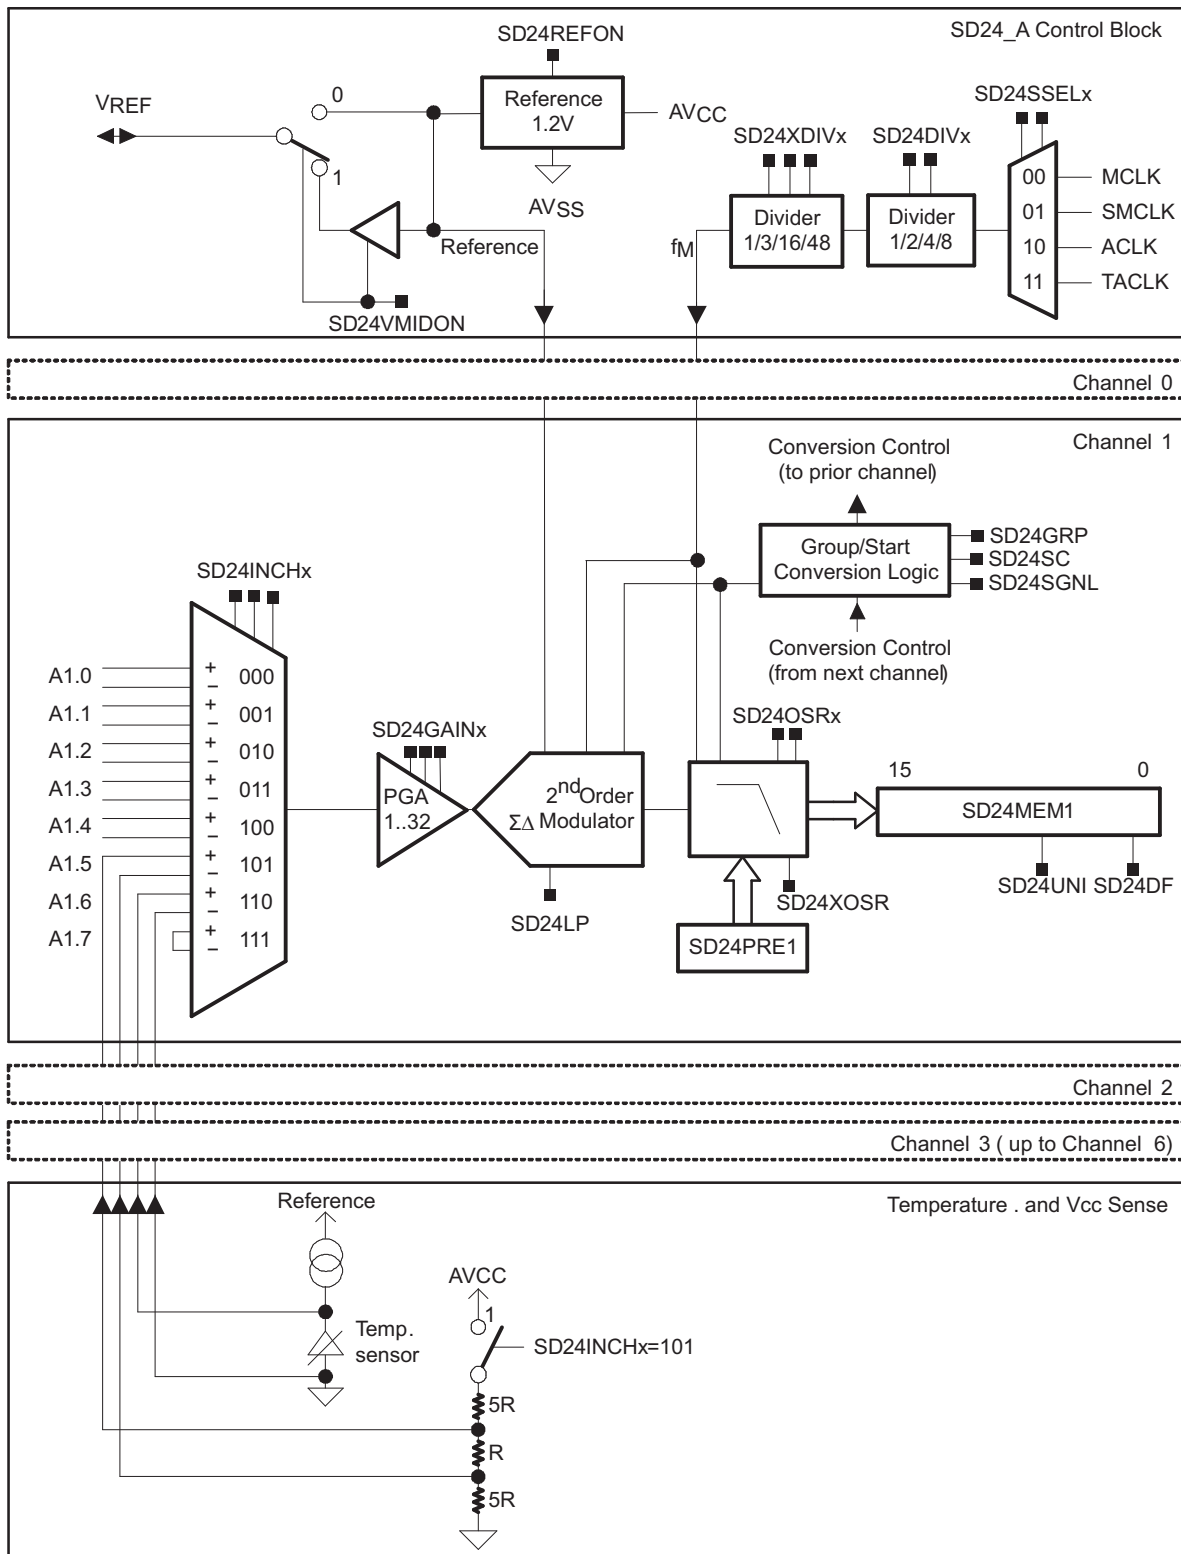 SD24_A Control Block
SD24REFON
VREF
0
1
Reference
1.2V
AVCC
AVSS
Reference
SD24VMIDON
fM
SD24XDIVx
Divider
1/3/16/48
SD24DIVx
Divider
1/2/4/8
SD24SSELx
00
MCLK
01
SMCLK
10
ACLK
11
TACLK
Channel 0
Channel 1
Conversion Control
(to prior channel)
Group/Start
Conversion Logic
SD24GRP
SD24SC
SD24SGNL
Conversion Control
(from next channel)
SD24INCHx
A1.0 + − 000
A1.1 + − 001
A1.2 + − 010
A1.3 + − 011
A1.4 + − 100
A1.5 + − 101
A1.6 + − 110
A1.7 + − 111
SD24GAINx
PGA
1..32
2nd Order
ΣΔ Modulator
SD24LP
SD24OSRx
SD24XOSR
SD24PRE1
15 0
SD24MEM1
SD24UNI SD24DF
Channel 2
Channel 3 ( up to Channel 6)
Temperature . and Vcc Sense
Reference
Temp.
sensor
AVCC
1
SD24INCHx=101
5R
R
5R